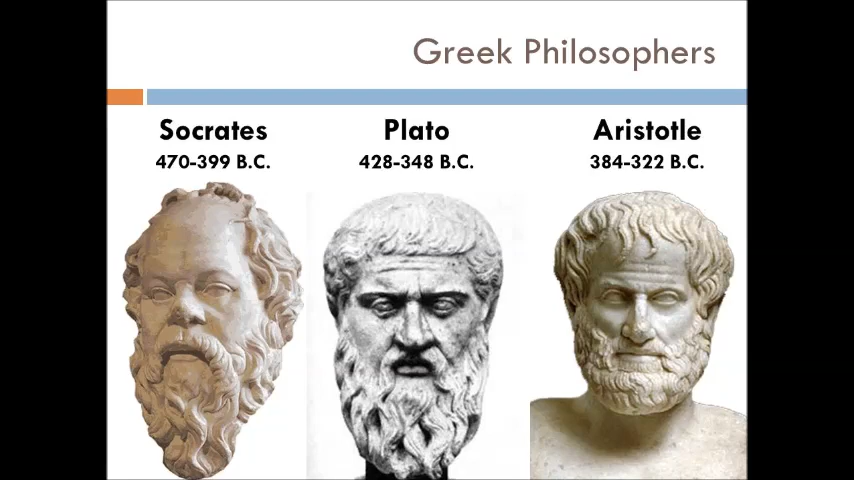 Greek Philosophers
Socrates
470-399 B.C.
Plato
428-348 B.C.
Aristotle
384-322 B.C.